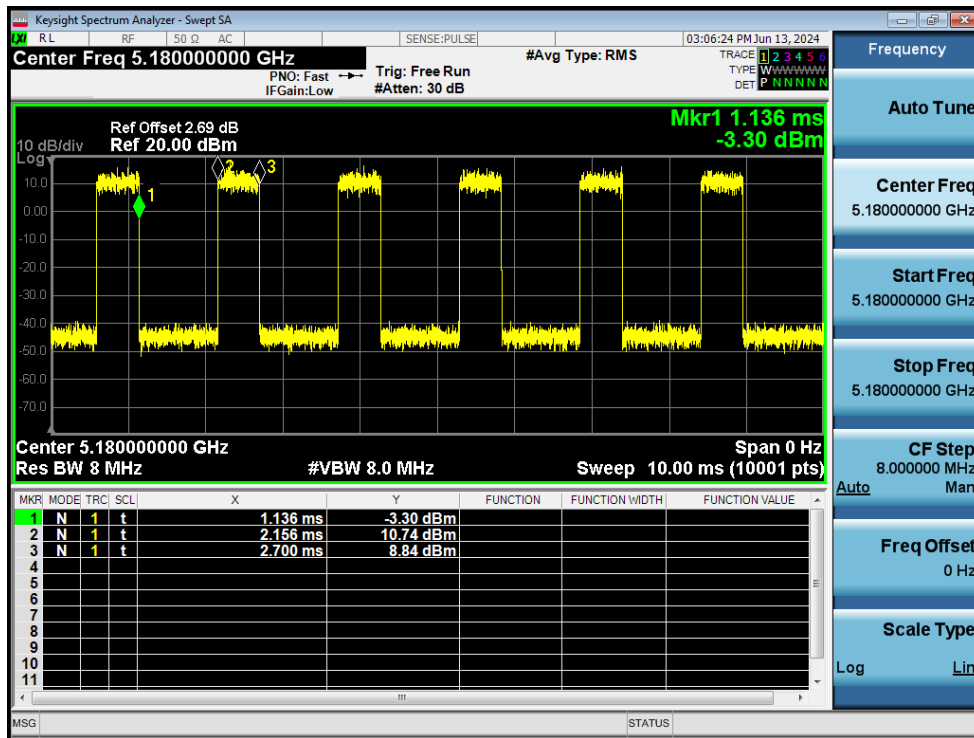 Keysight Spectrum Analyzer - Swept SA
LXI RL RF 50 Ω AC SENSE:PULSE 03:06:24 PM Jun 13, 2024
Center Freq 5.180000000 GHz #Avg Type: RMS TRACE 1 2 3 4 5 6
PNO: Fast Trig: Free Run TYPE WWWWWW
IFGain:Low #Atten: 30 dB DET P N N N N N
Mkr1 1.136 ms
-3.30 dBm
Ref Offset 2.69 dB
10 dB/div Ref 20.00 dBm
Log
10.0
0.00
-10.0
-20.0
-30.0
-40.0
-50.0
-60.0
-70.0
1
2
3
Center 5.180000000 GHz Span 0 Hz
Res BW 8 MHz #VBW 8.0 MHz Sweep 10.00 ms (10001 pts)
MKR MODE TRC SCL X Y FUNCTION FUNCTION WIDTH FUNCTION VALUE
1 N 1 t 1.136 ms -3.30 dBm
2 N 1 t 2.156 ms 10.74 dBm
3 N 1 t 2.700 ms 8.84 dBm
4
5
6
7
8
9
10
11
MSG STATUS
Frequency
Auto Tune
Center Freq
5.180000000 GHz
Start Freq
5.180000000 GHz
Stop Freq
5.180000000 GHz
CF Step
8.000000 MHz
Auto Man
Freq Offset
0 Hz
Scale Type
Log Lin